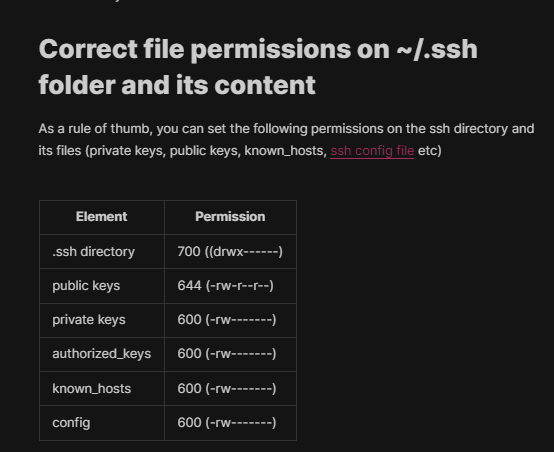 Correct file permissions on ~/.ssh
folder and its content
As a rule of thumb, you can set the following permissions on the ssh directory and
its files (private keys, public keys, known_hosts, ssh config file etc)
Element Permission
.ssh directory 700 ((drwx------)
public keys 644 (-rw-r--r--)
private keys 600 (-rw-------)
authorized_keys 600 (-rw-------)
known_hosts 600 (-rw-------)
config 600 (-rw-------)